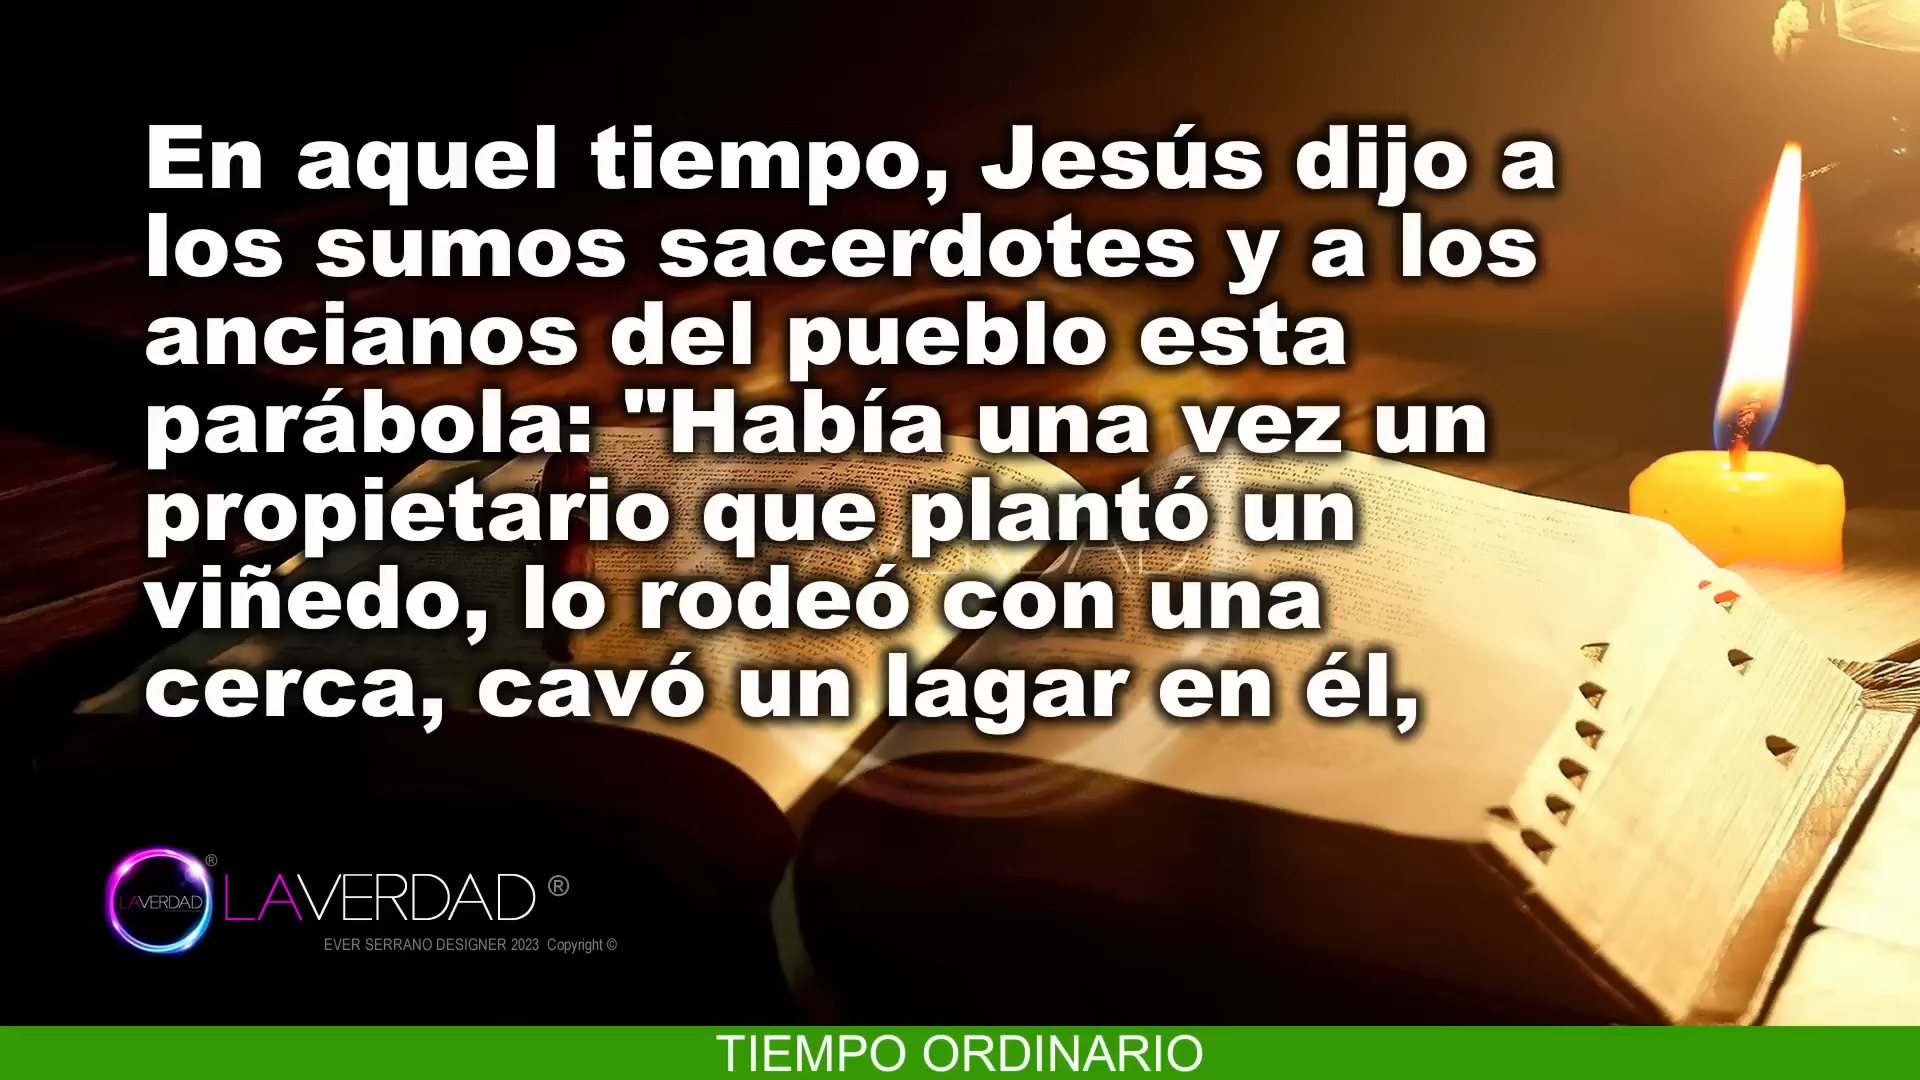 En aquel tiempo, Jesús dijo a
los sumos sacerdotes y a los
ancianos del pueblo esta
parábola: "Había una vez un
propietario que plantó un
viñedo, lo rodeó con una
cerca, cavó un lagar en él,
LAVERDAD ®
LAVERDAD ®
EVER SERRANO DESIGNER 2023 Copyright ©
TIEMPO ORDINARIO